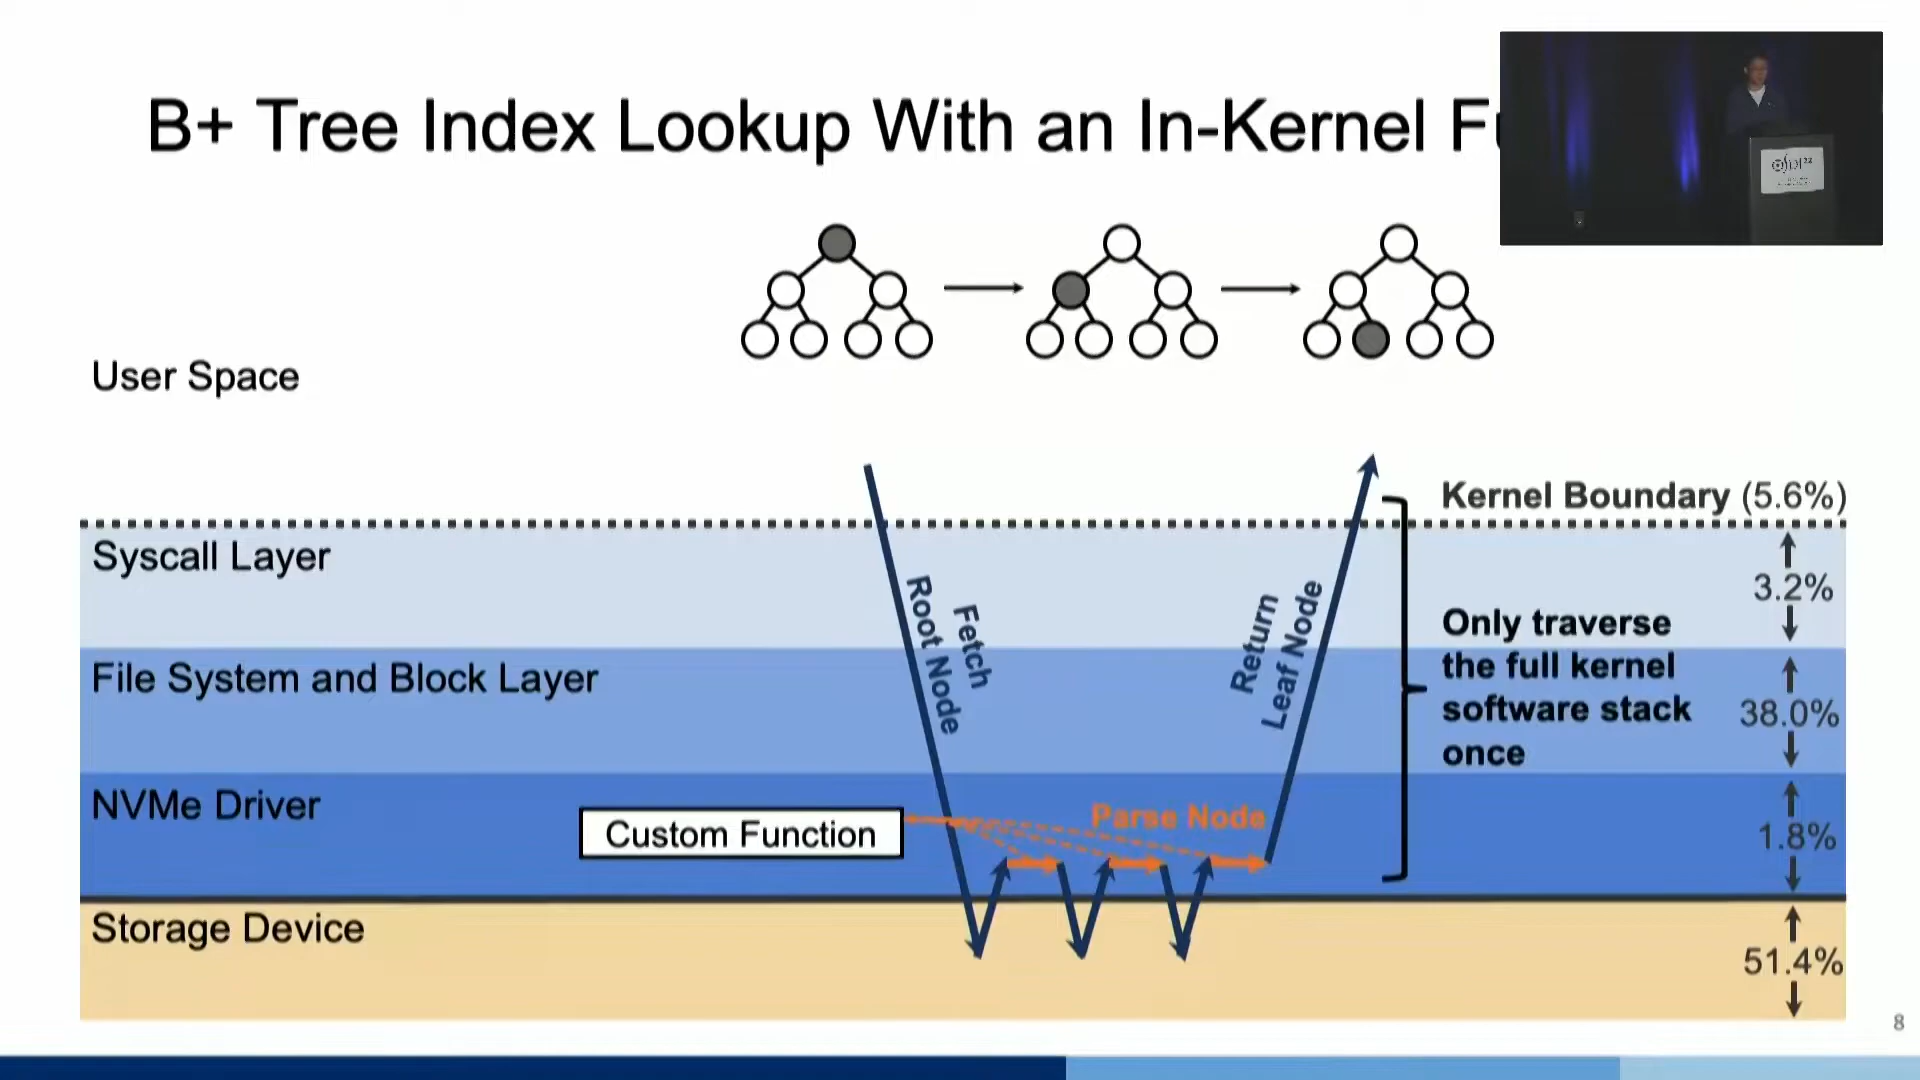 B+ Tree Index Lookup With an In-Kernel
User Space
Kernel Boundary (5.6%)
Syscall Layer
3.2%
Fetch
Root Node
Return
Leaf Node
Only traverse
the full kernel
software stack
once
File System and Block Layer
38.0%
NVMe Driver
Custom Function
Parse Node
1.8%
Storage Device
51.4%
8